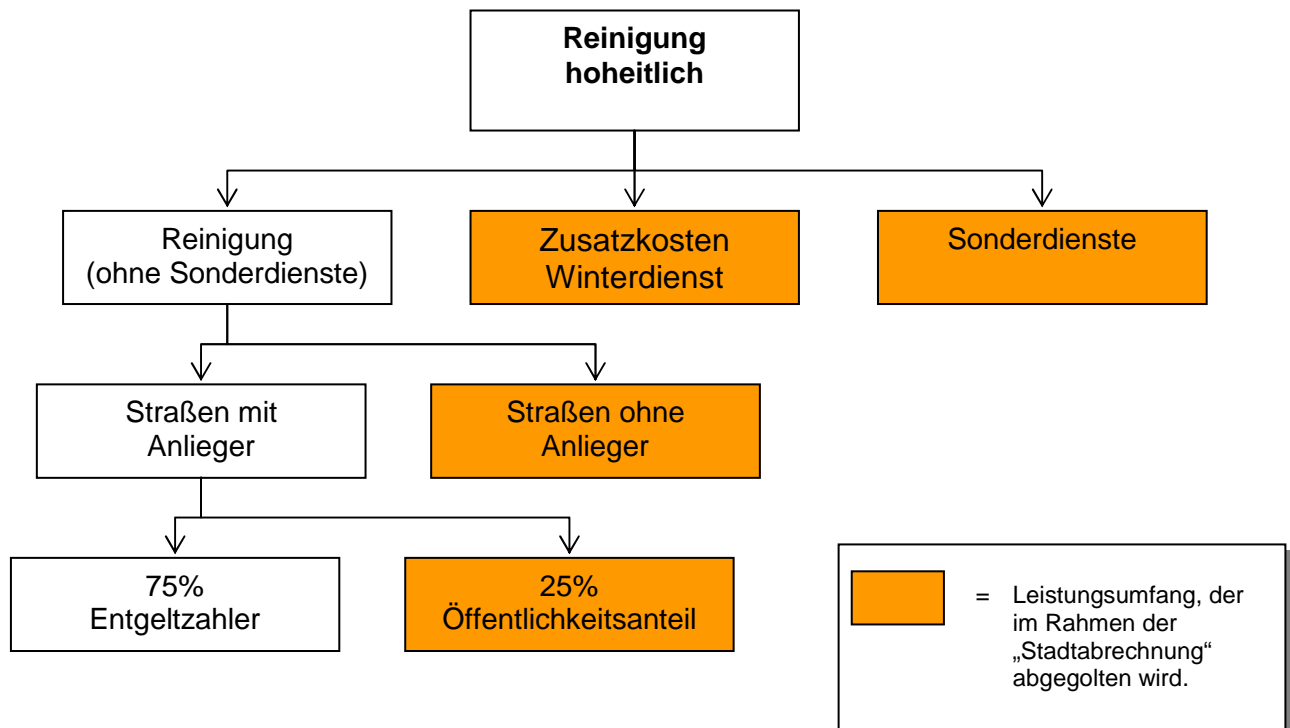 Reinigung
hoheitlich
Reinigung
(ohne Sonderdienste)
Zusatzkosten
Winterdienst
Sonderdienste
Straßen mit
Anlieger
Straßen ohne
Anlieger
75%
Entgeltzahler
25%
Öffentlichkeitsanteil
= Leistungsumfang, der
im Rahmen der
„Stadtabrechnung“
abgegolten wird.